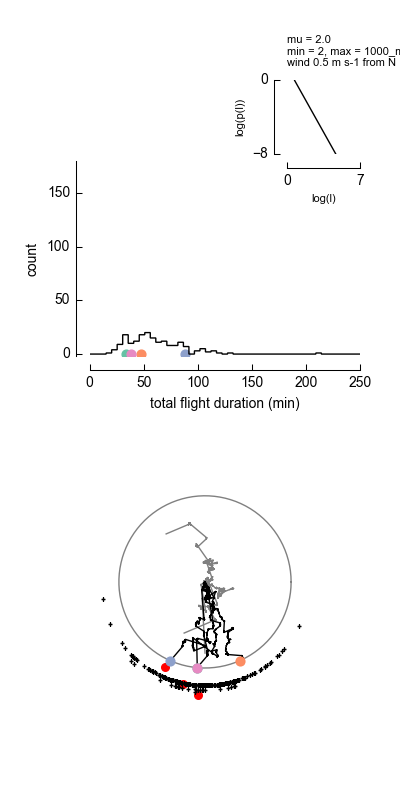 mu = 2.0
min = 2, max = 1000_m
wind 0.5 m s-1 from N
0
log(p(l))
−8
0
7
log(l)
150
100
50
0
count
0
50
100
150
200
250
total flight duration (min)